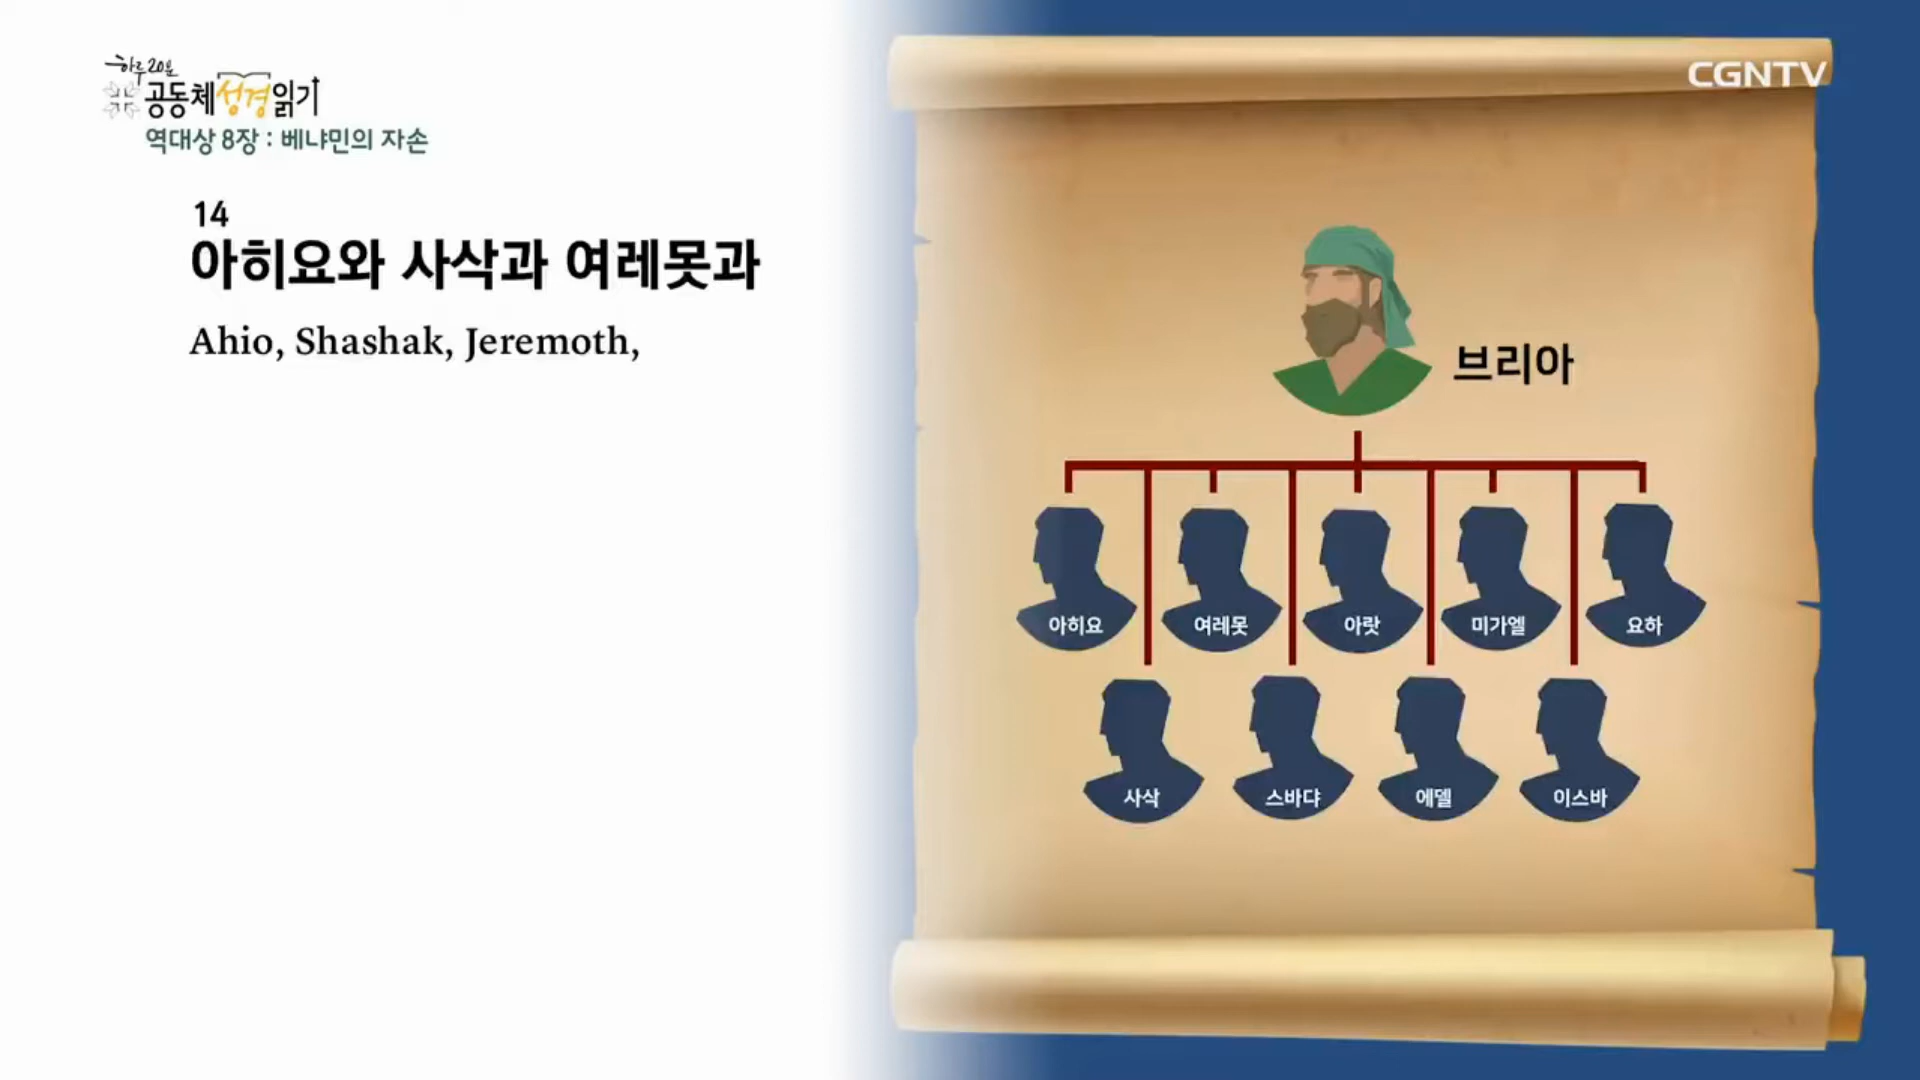 하루 20분
공동체성경읽기
역대상 8장 : 베냐민의 자손
CGNTV
14
아히요와 사삭과 여레못과
Ahio, Shashak, Jeremoth,
브리아
아히요
여레못
아랏
미가엘
요하
사삭
스바댜
에델
이스바